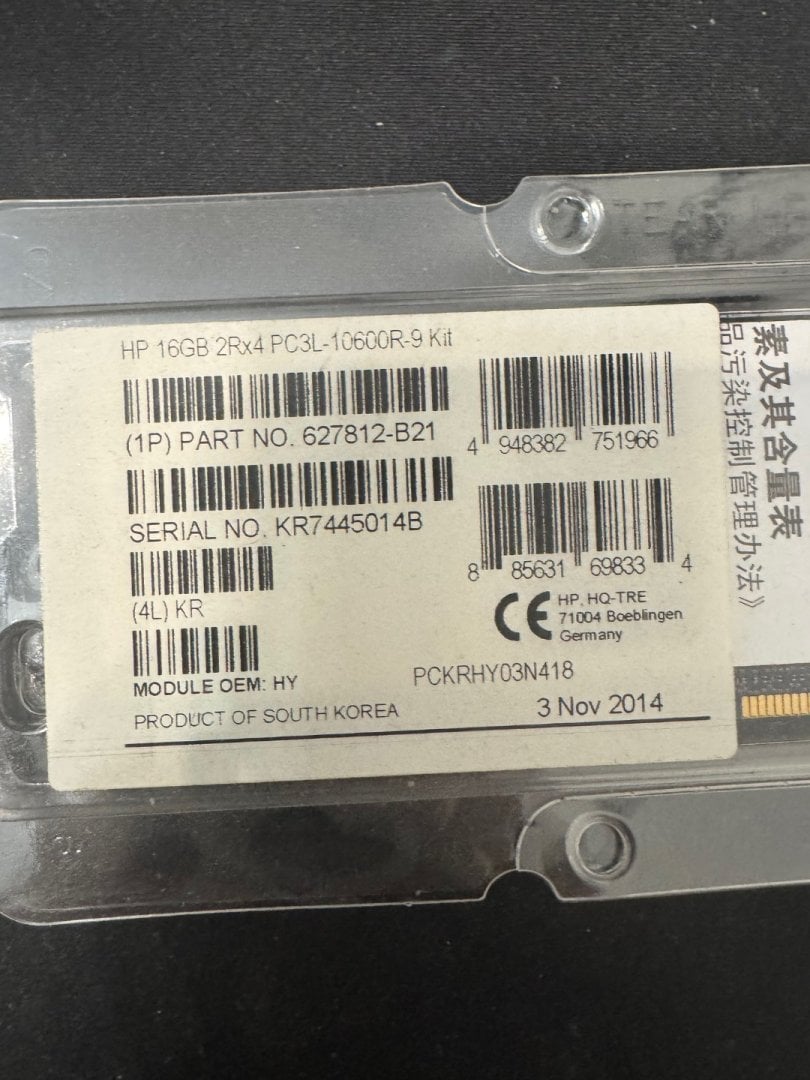 HP 16GB 2Rx4 PC3L-10600R-9 Kit
(1P) PART NO. 627812-B21
4 948382 751966
SERIAL NO. KR7445014B
8 85631 69833 4
(4L) KR
CE
HP, HQ-TRE
71004 Boeblingen
Germany
MODULE OEM: HY
PCKRHY03N418
PRODUCT OF SOUTH KOREA
3 Nov 2014
素及其含量表
品污染控制管理办法》